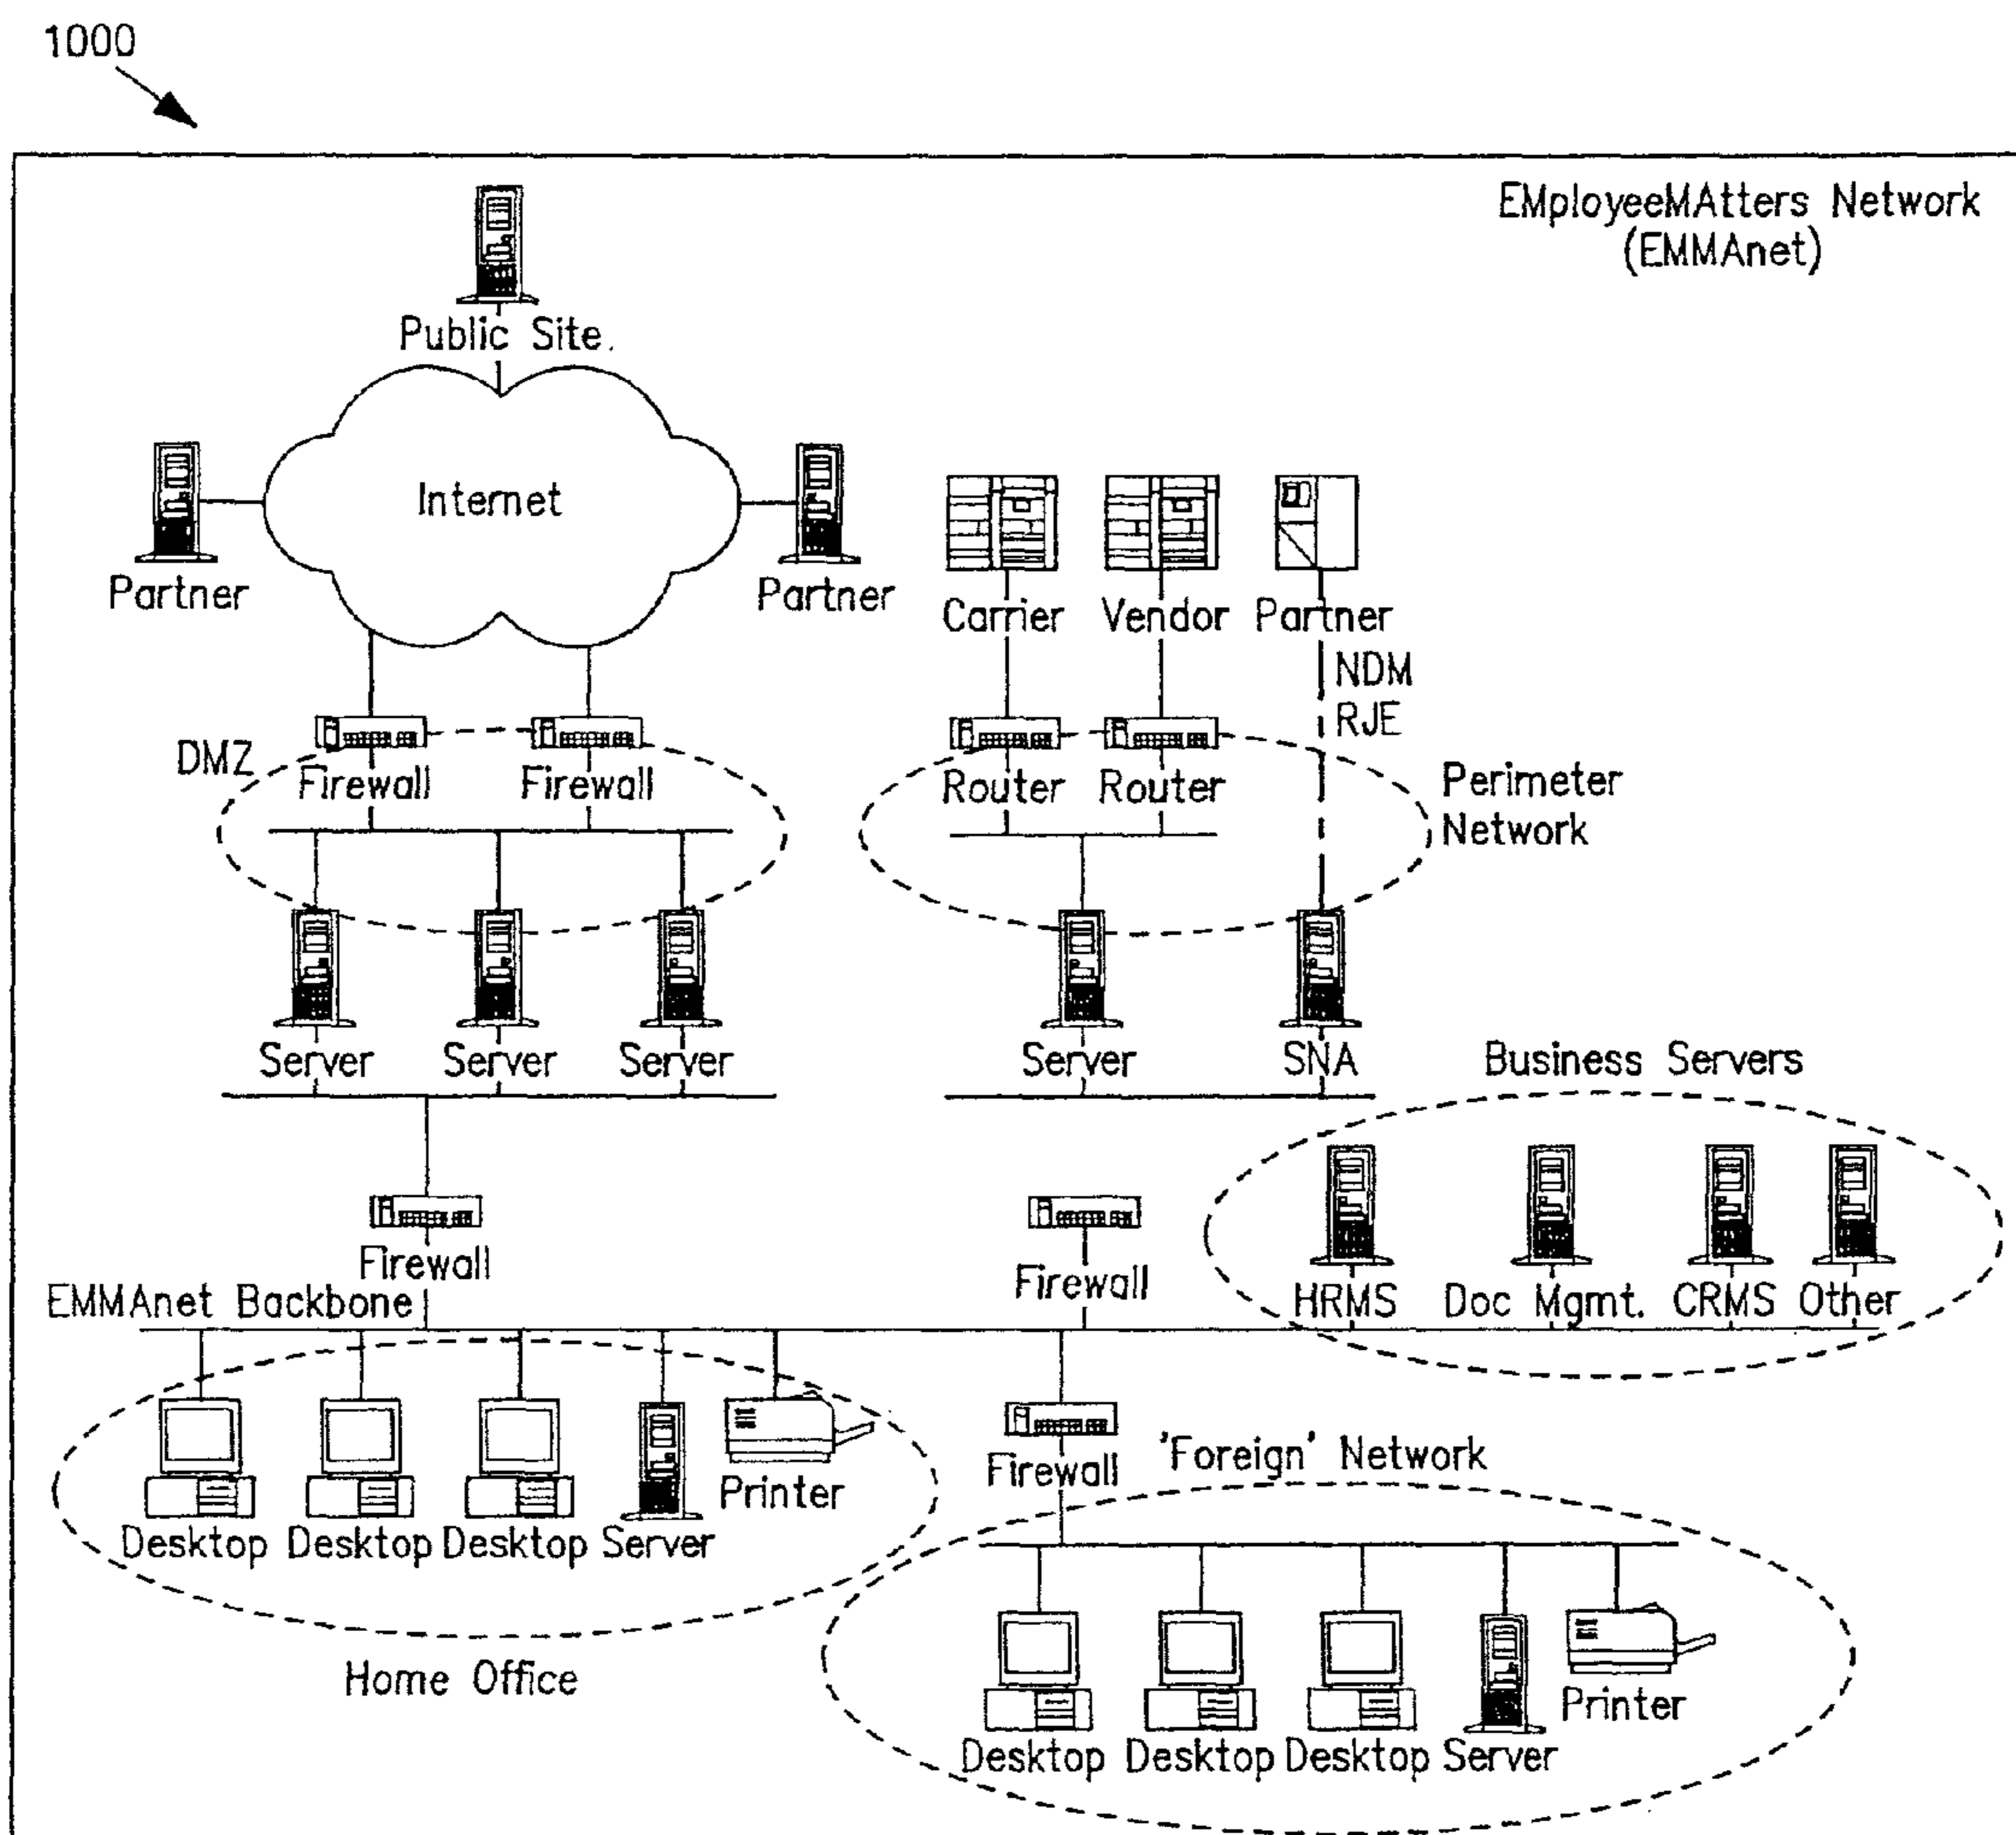 1000
EMployeeMAtters Network
(EMMAnet)
Public Site.
Internet
Partner
Partner
Carrier Vendor Partner
NDM
RJE
DMZ
Firewall Firewall
Router Router
Perimeter
Network
Server Server Server
Server SNA
Business Servers
Firewall
Firewall
HRMS Doc Mgmt. CRMS Other
EMMAnet Backbone
Desktop Desktop Desktop Server Printer
Home Office
Firewall
'Foreign' Network
Desktop Desktop Desktop Server Printer